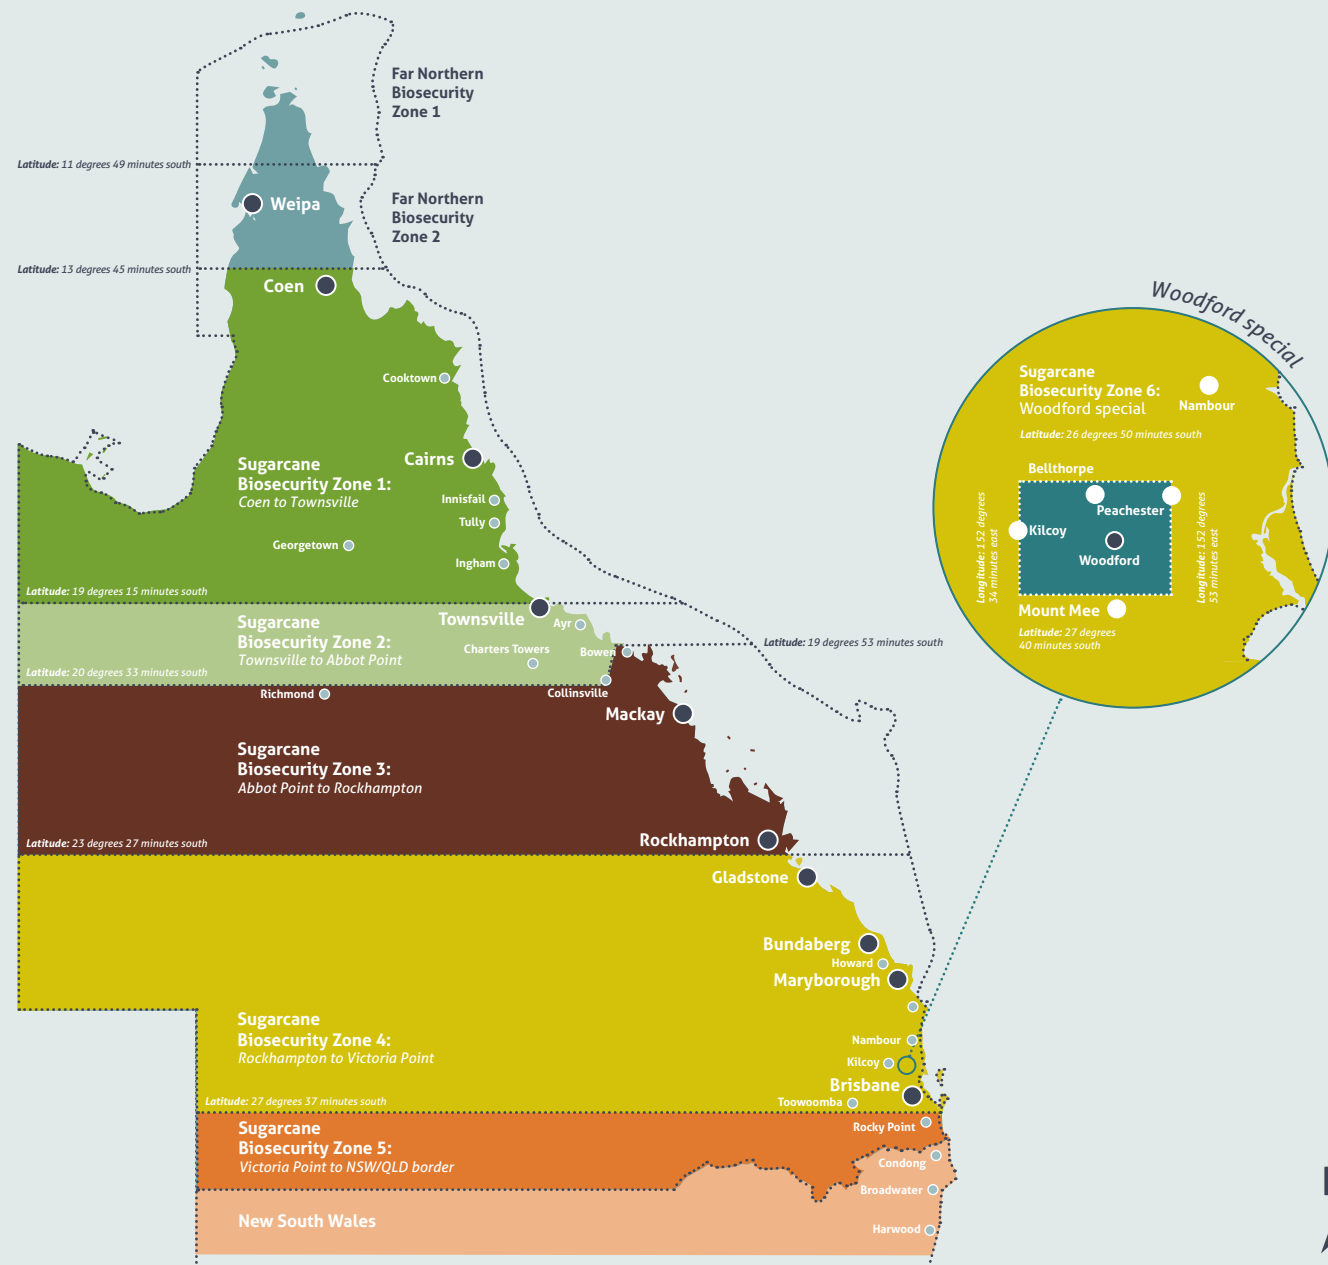 Far Northern
Biosecurity
Zone 1
Latitude: 11 degrees 49 minutes south
Weipa
Far Northern
Biosecurity
Zone 2
Latitude: 13 degrees 45 minutes south
Coen
Cooktown
Cairns
Sugarcane
Biosecurity Zone 1:
Coen to Townsville
Innisfail
Tully
Georgetown
Ingham
Latitude: 19 degrees 15 minutes south
Townsville
Ayr
Sugarcane
Biosecurity Zone 2:
Townsville to Abbot Point
Charters Towers
Bowen
Latitude: 19 degrees 53 minutes south
Latitude: 20 degrees 33 minutes south
Richmond
Collinsville
Mackay
Sugarcane
Biosecurity Zone 3:
Abbot Point to Rockhampton
Latitude: 23 degrees 27 minutes south
Rockhampton
Gladstone
Bundaberg
Howard
Maryborough
Sugarcane
Biosecurity Zone 4:
Rockhampton to Victoria Point
Nambour
Kilcoy
Brisbane
Toowoomba
Latitude: 27 degrees 37 minutes south
Sugarcane
Biosecurity Zone 5:
Victoria Point to NSW/QLD border
Rocky Point
Condong
Broadwater
New South Wales
Harwood
Woodford special
Sugarcane
Biosecurity Zone 6:
Woodford special
Nambour
Latitude: 26 degrees 50 minutes south
Bellthorpe
Peachester
Kilcoy
Woodford
Longitude: 152 degrees
34 minutes east
Longitude: 152 degrees
53 minutes east
Mount Mee
Latitude: 27 degrees
40 minutes south